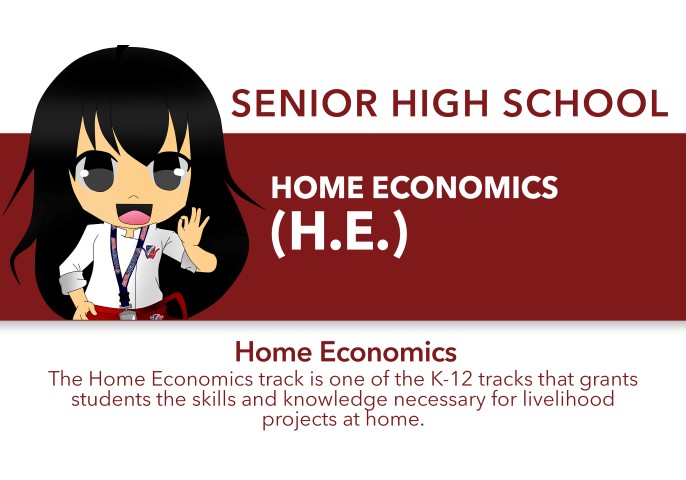 SENIOR HIGH SCHOOL
HOME ECONOMICS
(H.E.)
Home Economics
The Home Economics track is one of the K-12 tracks that grants
students the skills and knowledge necessary for livelihood
projects at home.